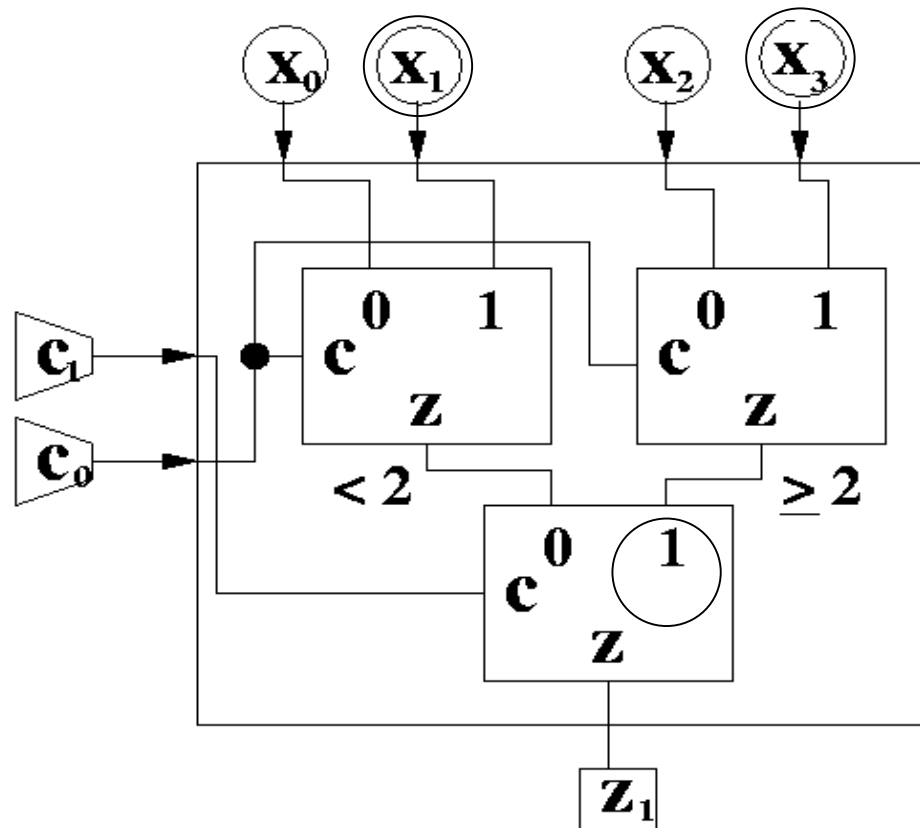 x₀ x₁ x₂ x₃
0 1 0 1
c₁ c c
z z
c₀
< 2 ≥ 2
0 1
c
z
z₁